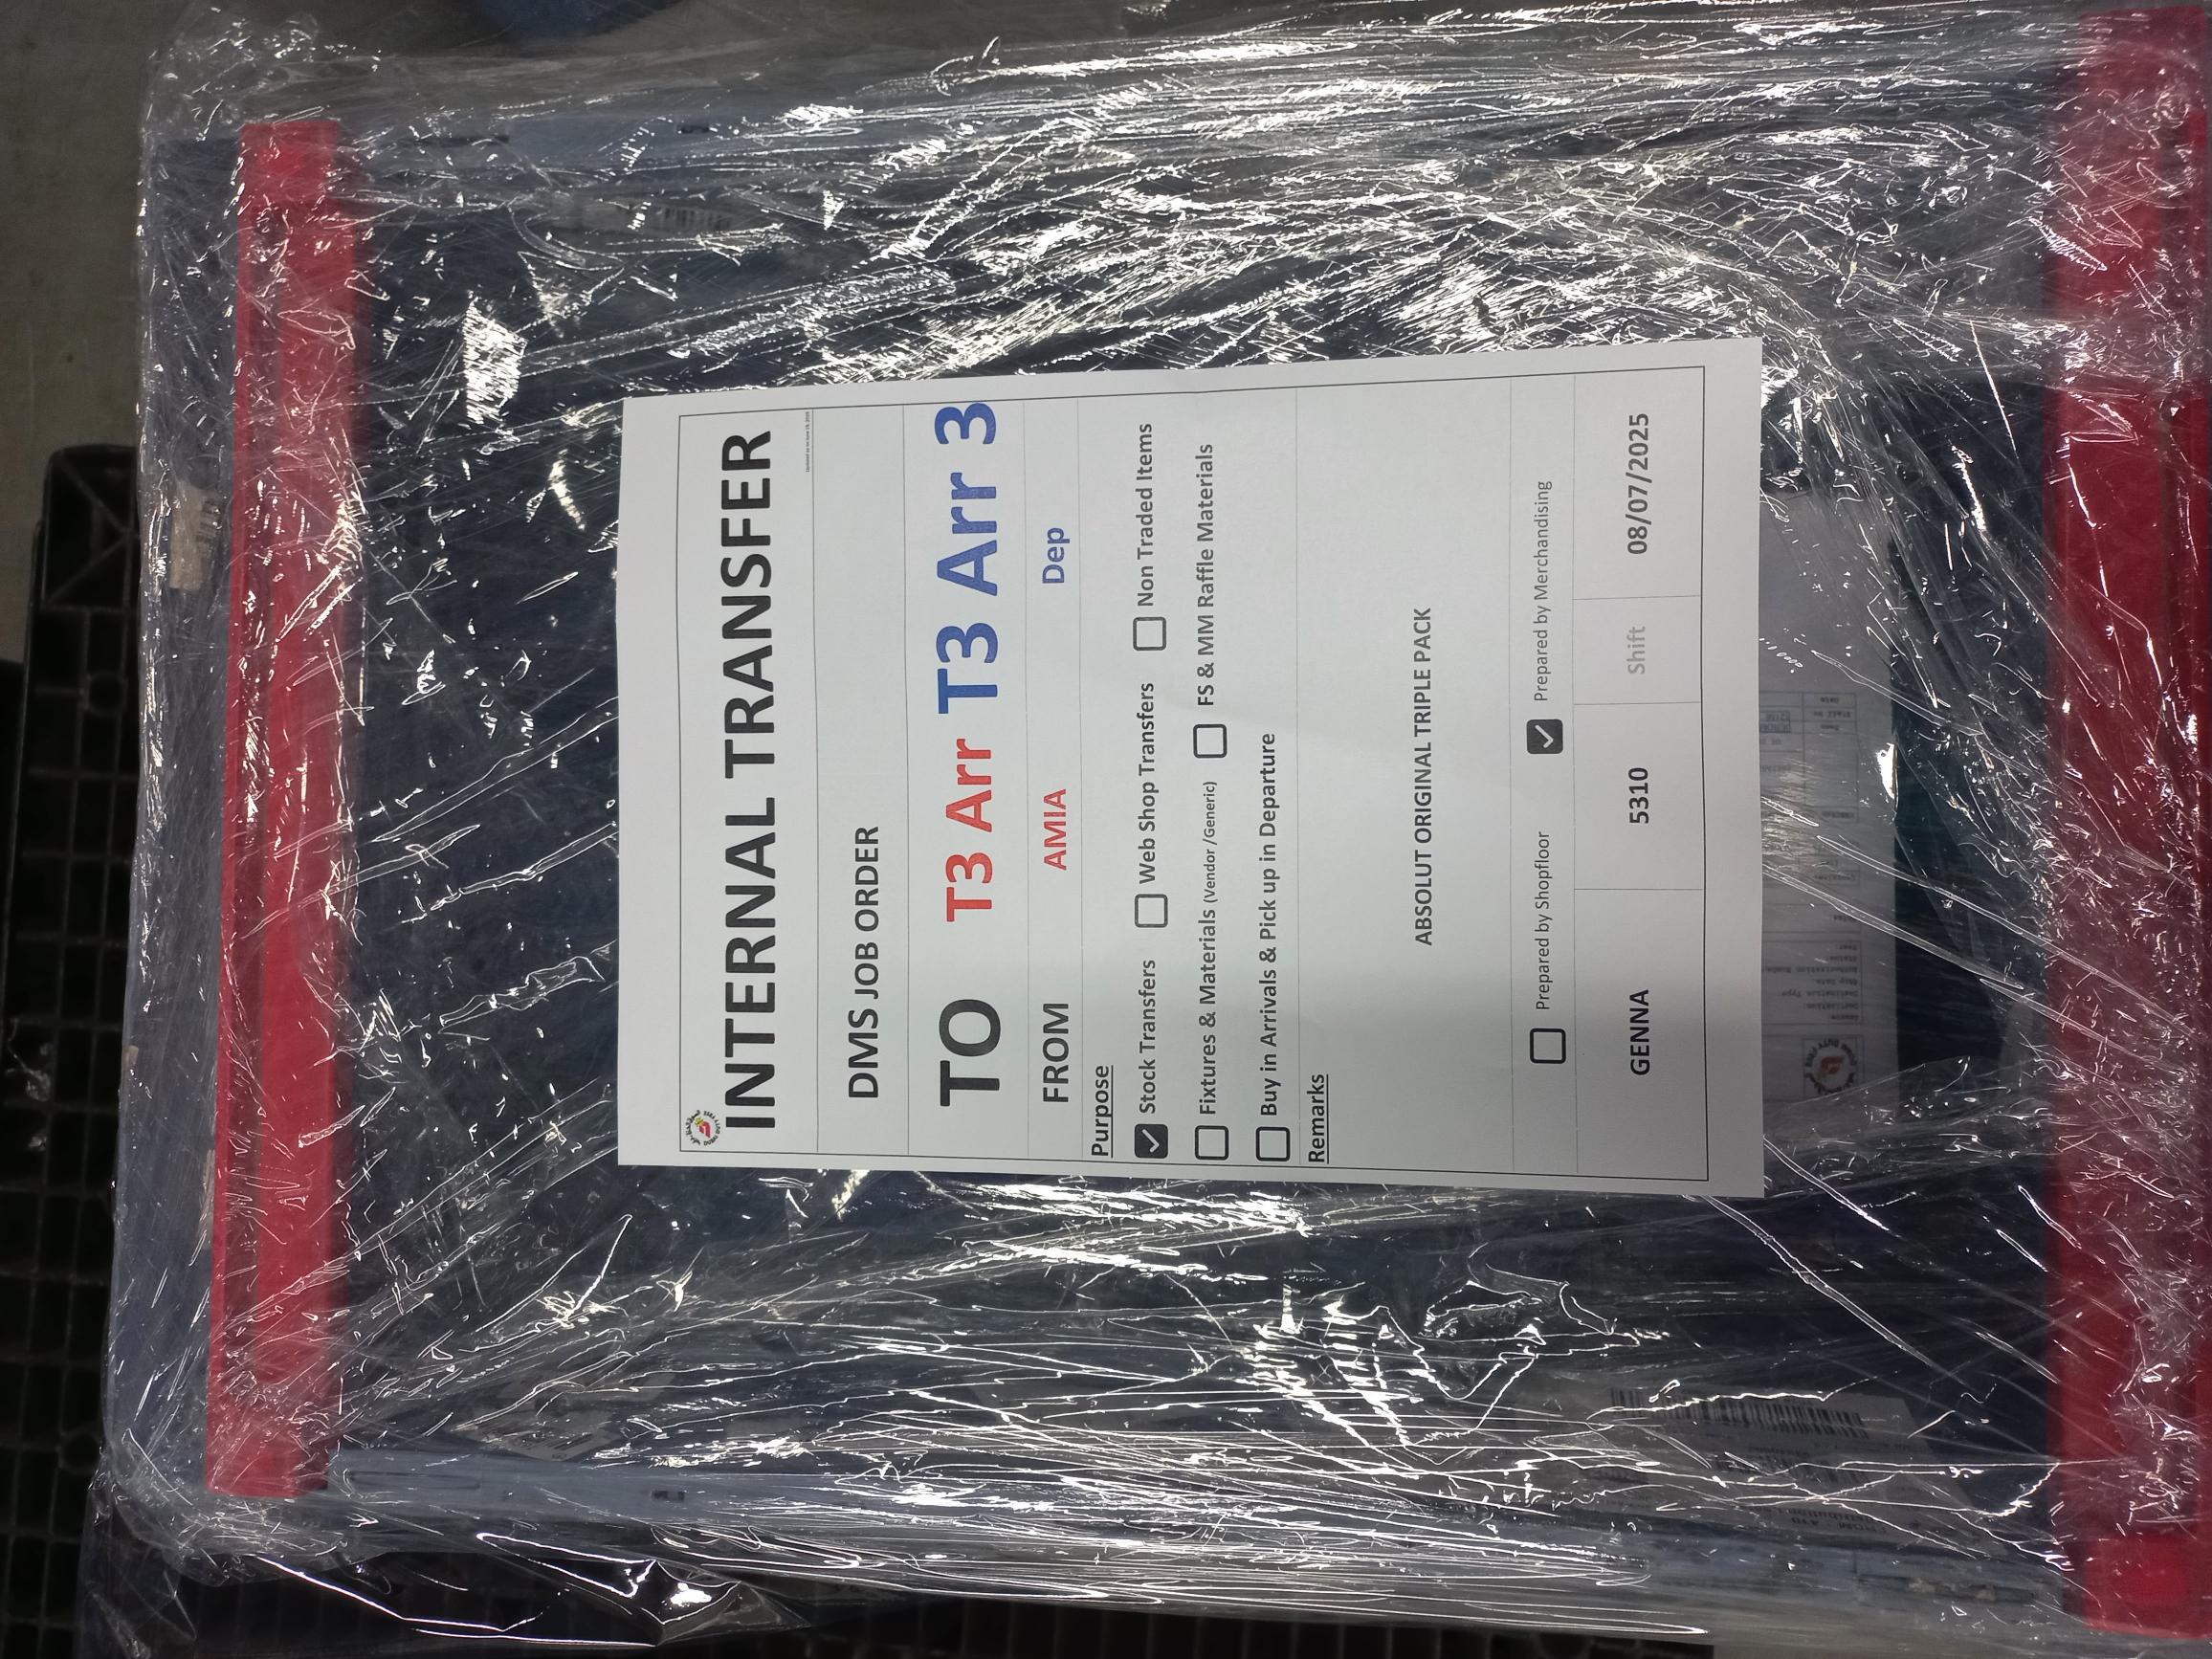 INTERNAL TRANSFER
DMS JOB ORDER
TO T3 Arr T3 Arr 3
FROM AMIA Dep
Purpose
Stock Transfers Web Shop Transfers Non Traded Items
Fixtures & Materials (Vendor /Generic) FS & MM Raffle Materials
Buy in Arrivals & Pick up in Departure
Remarks
ABSOLUT ORIGINAL TRIPLE PACK
Prepared by Shopfloor Prepared by Merchandising
GENNA 5310 Shift 08/07/2025